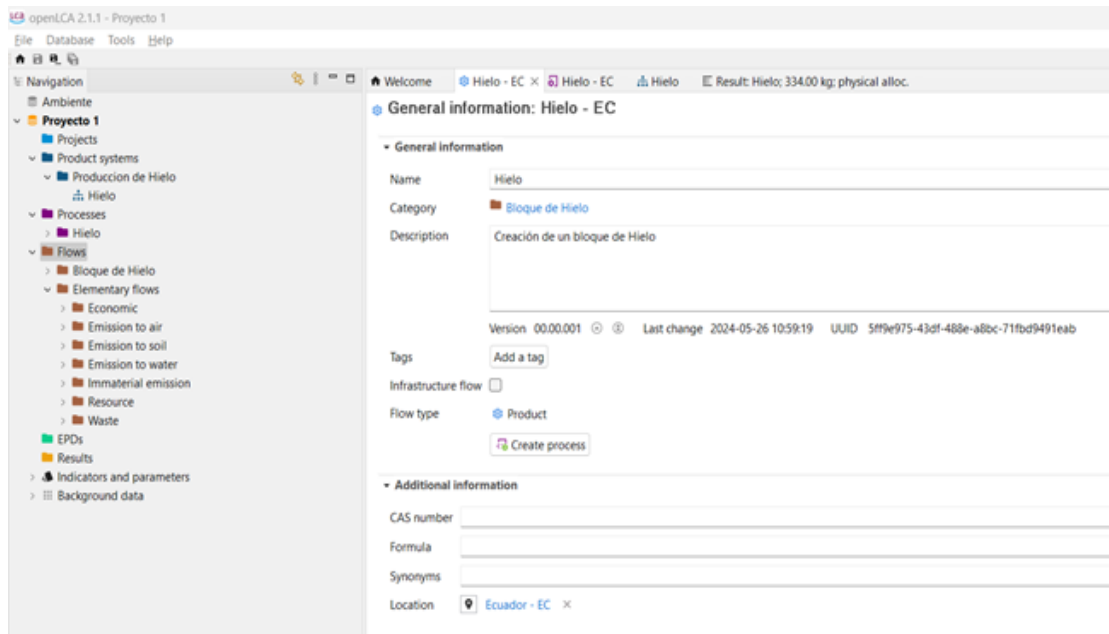 openLCA 2.1.1 - Proyecto 1
File Database Tools Help
Navigation
Ambiente
Proyecto 1
Projects
Product systems
Produccion de Hielo
Hielo
Processes
Hielo
Flows
Bloque de Hielo
Elementary flows
Economic
Emission to air
Emission to soil
Emission to water
Immaterial emission
Resource
Waste
EPDs
Results
Indicators and parameters
Background data
Welcome Hielo - EC Hielo - EC Hielo Result: Hielo; 334.00 kg; physical alloc.
General information: Hielo - EC
General information
Name Hielo
Category Bloque de Hielo
Description Creación de un bloque de Hielo
Version 00.00.001 Last change 2024-05-26 10:59:19 UUID 5ff9e975-43df-488e-a8bc-71fbd9491eab
Tags Add a tag
Infrastructure flow
Flow type Product
Create process
Additional information
CAS number
Formula
Synonyms
Location Ecuador - EC